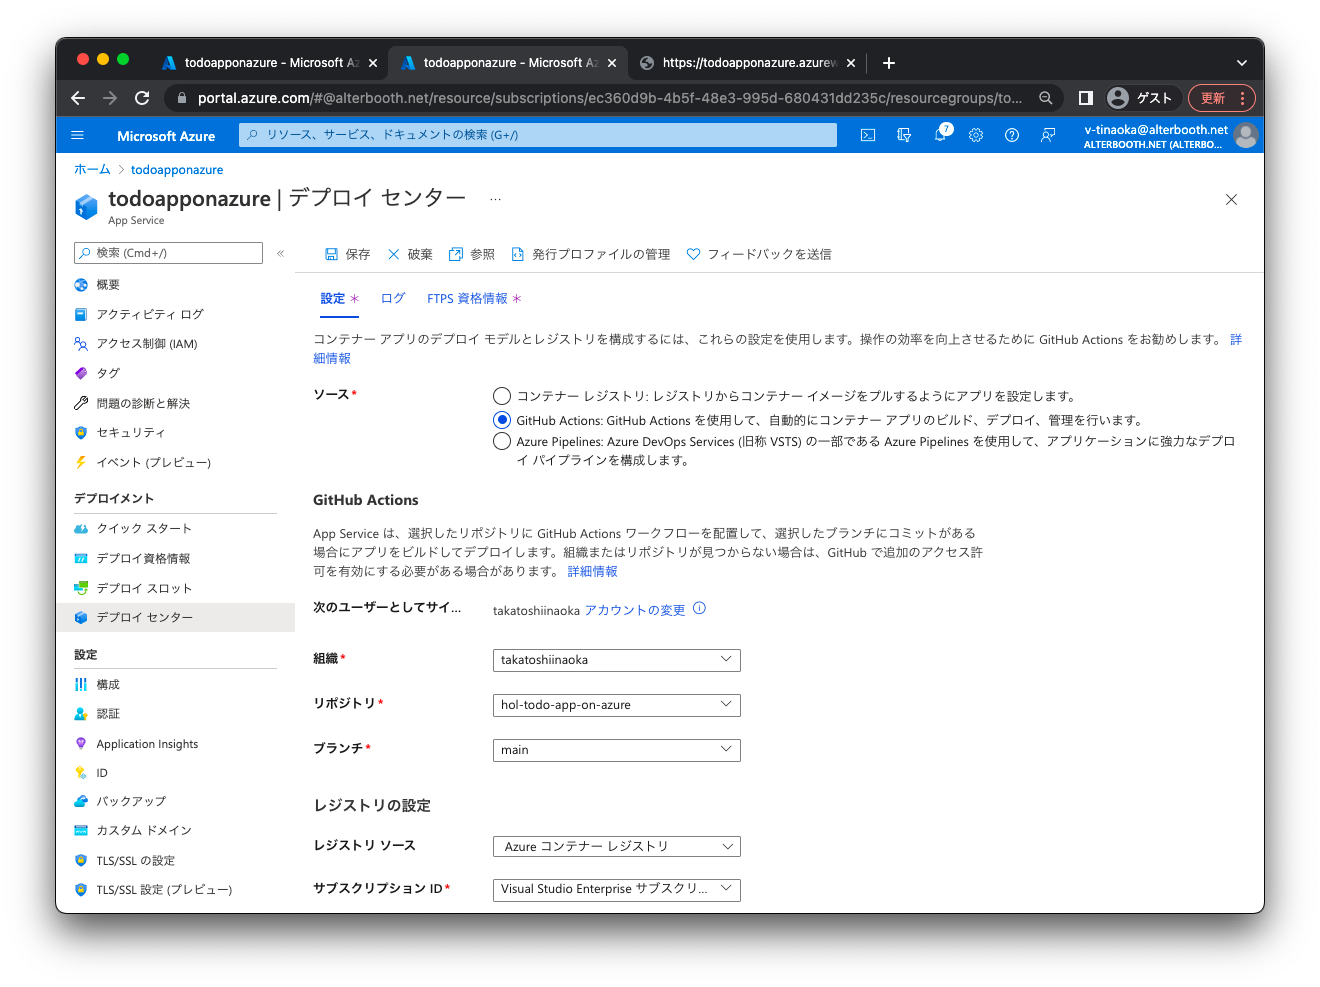 todoapponazure - Microsoft Az
todoapponazure - Microsoft Az
https://todoapponazure.azurew
portal.azure.com/#@alterbooth.net/resource/subscriptions/ec360d9b-4b5f-48e3-995d-680431dd235c/resourcegroups/to...
ゲスト
更新
Microsoft Azure
リソース、サービス、ドキュメントの検索 (G+/)
7
v-tinaoka@alterbooth.net
ALTERBOOTH.NET (ALTERBO...
ホーム > todoapponazure
todoapponazure | デプロイ センター ...
App Service
検索 (Cmd+/)
«
保存
破棄
参照
発行プロファイルの管理
フィードバックを送信
概要
アクティビティ ログ
アクセス制御 (IAM)
タグ
問題の診断と解決
セキュリティ
イベント (プレビュー)
デプロイメント
クイック スタート
デプロイ資格情報
デプロイ スロット
デプロイ センター
設定
構成
認証
Application Insights
ID
バックアップ
カスタム ドメイン
TLS/SSL の設定
TLS/SSL 設定 (プレビュー)
設定 *
ログ
FTPS 資格情報 *
コンテナー アプリのデプロイ モデルとレジストリを構成するには、これらの設定を使用します。操作の効率を向上させるために GitHub Actions をお勧めします。 詳
細情報
ソース*
コンテナー レジストリ: レジストリからコンテナー イメージをプルするようにアプリを設定します。
GitHub Actions: GitHub Actions を使用して、自動的にコンテナー アプリのビルド、デプロイ、管理を行います。
Azure Pipelines: Azure DevOps Services (旧称 VSTS) の一部である Azure Pipelines を使用して、アプリケーションに強力なデプロ
イ パイプラインを構成します。
GitHub Actions
App Service は、選択したリポジトリに GitHub Actions ワークフローを配置して、選択したブランチにコミットがある
場合にアプリをビルドしてデプロイします。組織またはリポジトリが見つからない場合は、GitHub で追加のアクセス許
可を有効にする必要がある場合があります。 詳細情報
次のユーザーとしてサイ...
takatoshiinaoka アカウントの変更
組織*
takatoshiinaoka
リポジトリ*
hol-todo-app-on-azure
ブランチ*
main
レジストリの設定
レジストリ ソース
Azure コンテナー レジストリ
サブスクリプション ID*
Visual Studio Enterprise サブスクリ...